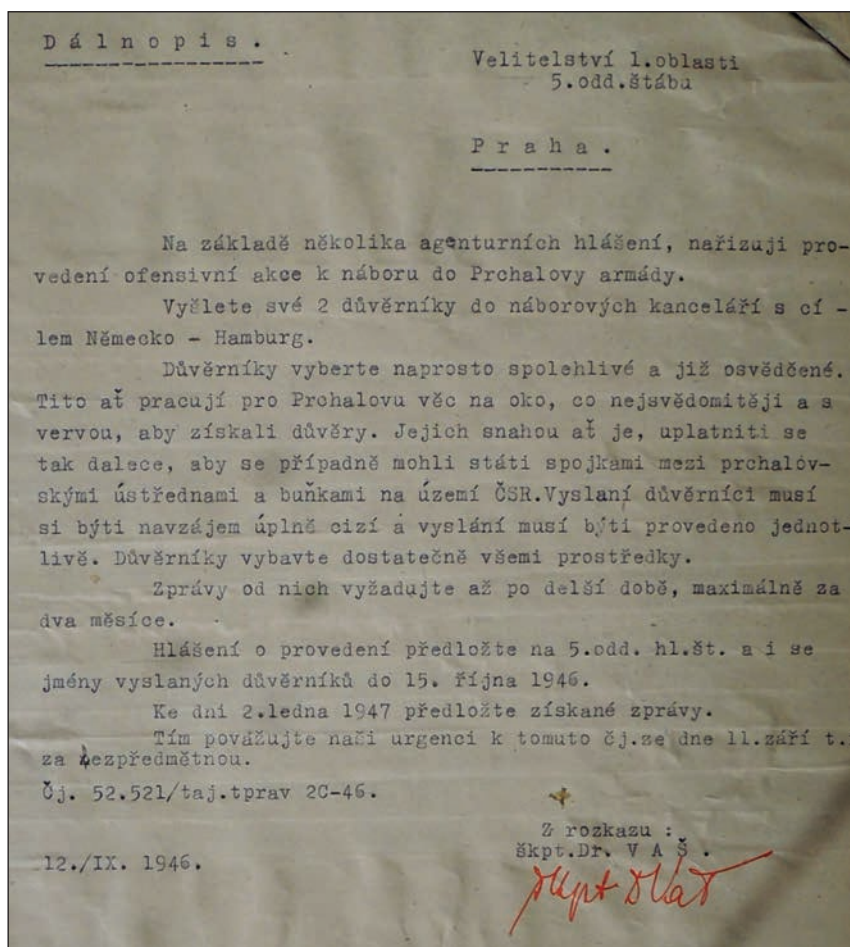 Dálnopis.
Velitelství 1.oblasti
5.odd.štábu
Praha.
Na základě několika agenturních hlášení, nařizuji pro-
vedení ofensivní akce k náboru do Prchalovy armády.
Vyšlete své 2 důvěrníky do náborových kanceláří s cí -
lem Německo - Hamburg.
Důvěrníky vyberte naprosto spolehlivé a již osvědčené.
Tito ať pracují pro Prohalovu věc na oko, co nejsvědomitěji a s
vervou, aby získali důvěry. Jejich snahou ať je, uplatniti se
tak dalece, aby se případně mohli státi spojkami mezi prchalov-
skými ústřednami a buňkami na území ČSR.Vyslaní důvěrníci musí
si býti navzájem úplně cizí a vyslání musí býti provedeno jednot-
livě. Důvěrníky vybavte dostatečně všemi prostředky.
Zprávy od nich vyžadujte až po delší době, maximálně za
dva měsíce.
Hlášení o provedení předložte na 5.odd. hl.št. a i se
jmény vyslaných důvěrníků do 15. října 1946.
Ke dni 2.ledna 1947 předložte získané zprávy.
Tím považujte naši urgenci k tomuto čj.ze dne 11.září t.
za bezpředmětnou.
Čj. 52.521/taj.tprav 2C-46.
Z rozkazu :
škpt.Dr. V A Š .
12./IX. 1946.